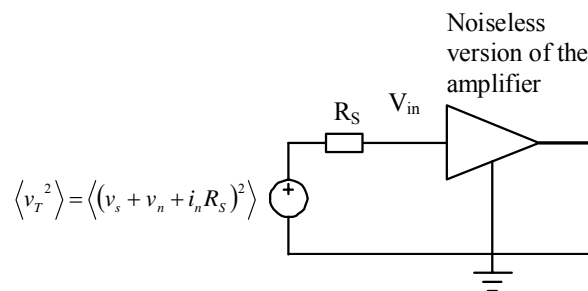 Noiseless
version of the
amplifier
V_in
R_S
+
⟨v_T²⟩ = ⟨(v_s + v_n + i_n R_S)²⟩